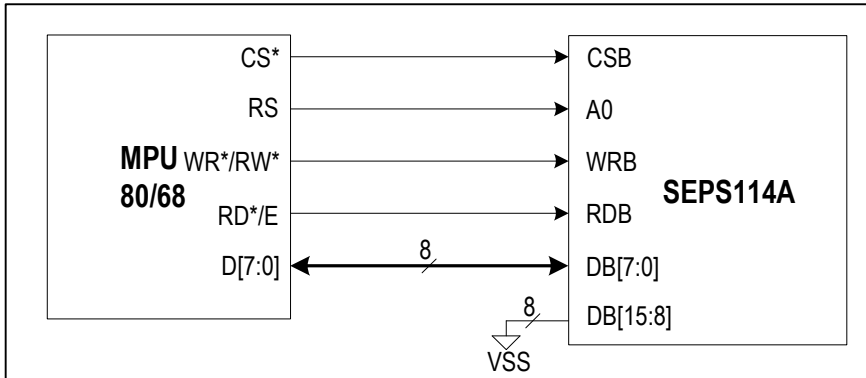 CS*
CSB
RS
A0
MPU
80/68
WR*/RW*
WRB
SEPS114A
RD*/E
RDB
D[7:0]
8
DB[7:0]
8
DB[15:8]
VSS